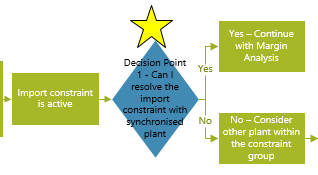 Import constraint
is active
Decision Point
1 - Can I
resolve the
import
constraint with
synchronised
plant
Yes
Yes – Continue
with Margin
Analysis
No
No – Consider
other plant within
the constraint
group